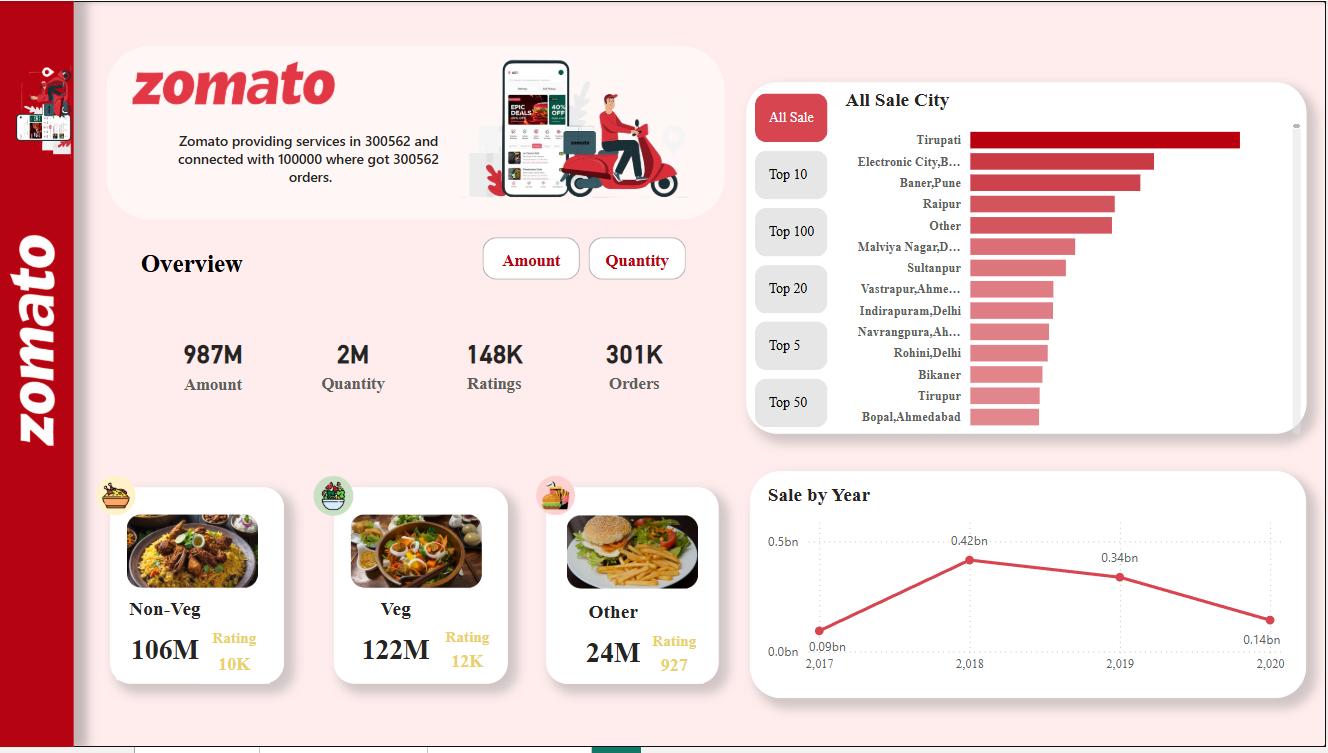 zomato
zomato
Zomato providing services in 300562 and
connected with 100000 where got 300562
orders.
EPIC
DEALS
40%
OFF
zomato
Overview
Amount
Quantity
987M
Amount
2M
Quantity
148K
Ratings
301K
Orders
Non-Veg
106M
Rating
10K
Veg
122M
Rating
12K
Other
24M
Rating
927
All Sale
Top 10
Top 100
Top 20
Top 5
Top 50
All Sale City
Tirupati
Electronic City,B...
Baner,Pune
Raipur
Other
Malviya Nagar,D...
Sultanpur
Vastrapur,Ahme...
Indirapuram,Delhi
Navrangpura,Ah...
Rohini,Delhi
Bikaner
Tirupur
Bopal,Ahmedabad
Sale by Year
0.5bn
0.0bn
0.09bn
0.42bn
0.34bn
0.14bn
2,017
2,018
2,019
2,020